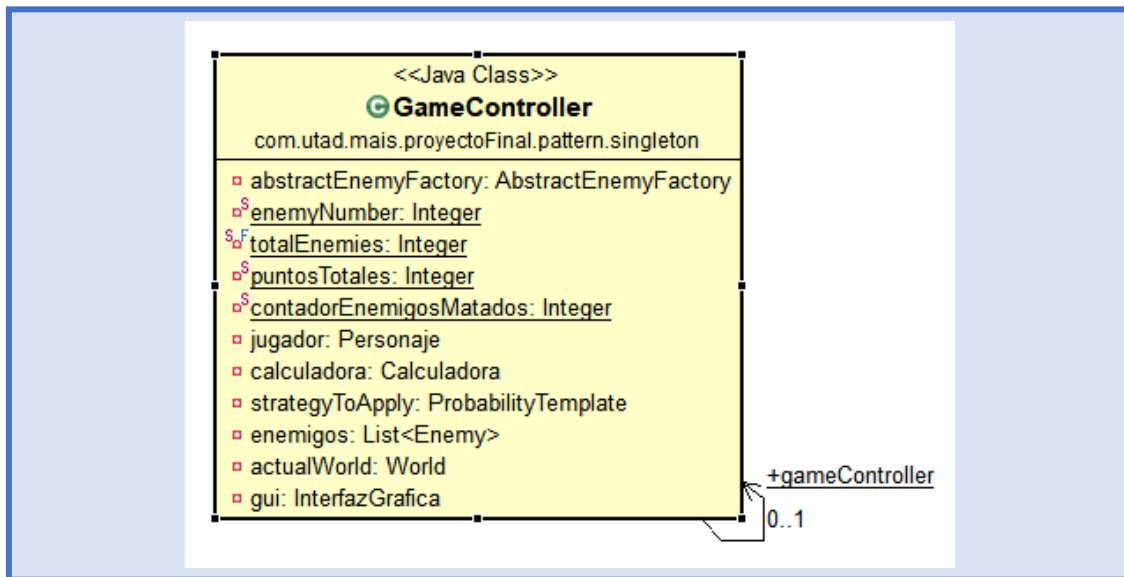 <<Java Class>>
GameController
com.utad.mais.proyectoFinal.pattern.singleton
abstractEnemyFactory: AbstractEnemyFactory
enemyNumber: Integer
totalEnemies: Integer
puntosTotales: Integer
contadorEnemigosMatados: Integer
jugador: Personaje
calculadora: Calculadora
strategyToApply: ProbabilityTemplate
enemigos: List<Enemy>
actualWorld: World
gui: InterfazGrafica
+gameController
0..1